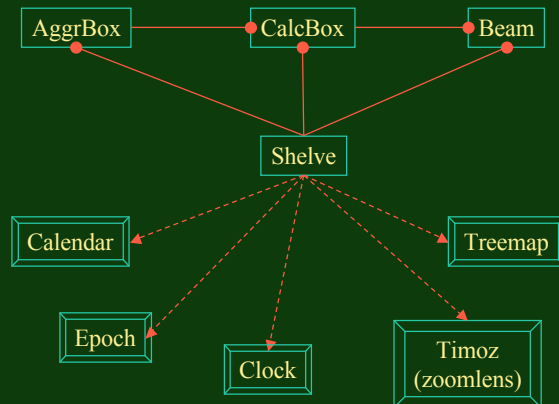 AggrBox
CalcBox
Beam
Shelve
Calendar
Treemap
Epoch
Clock
Timoz
(zoomlens)